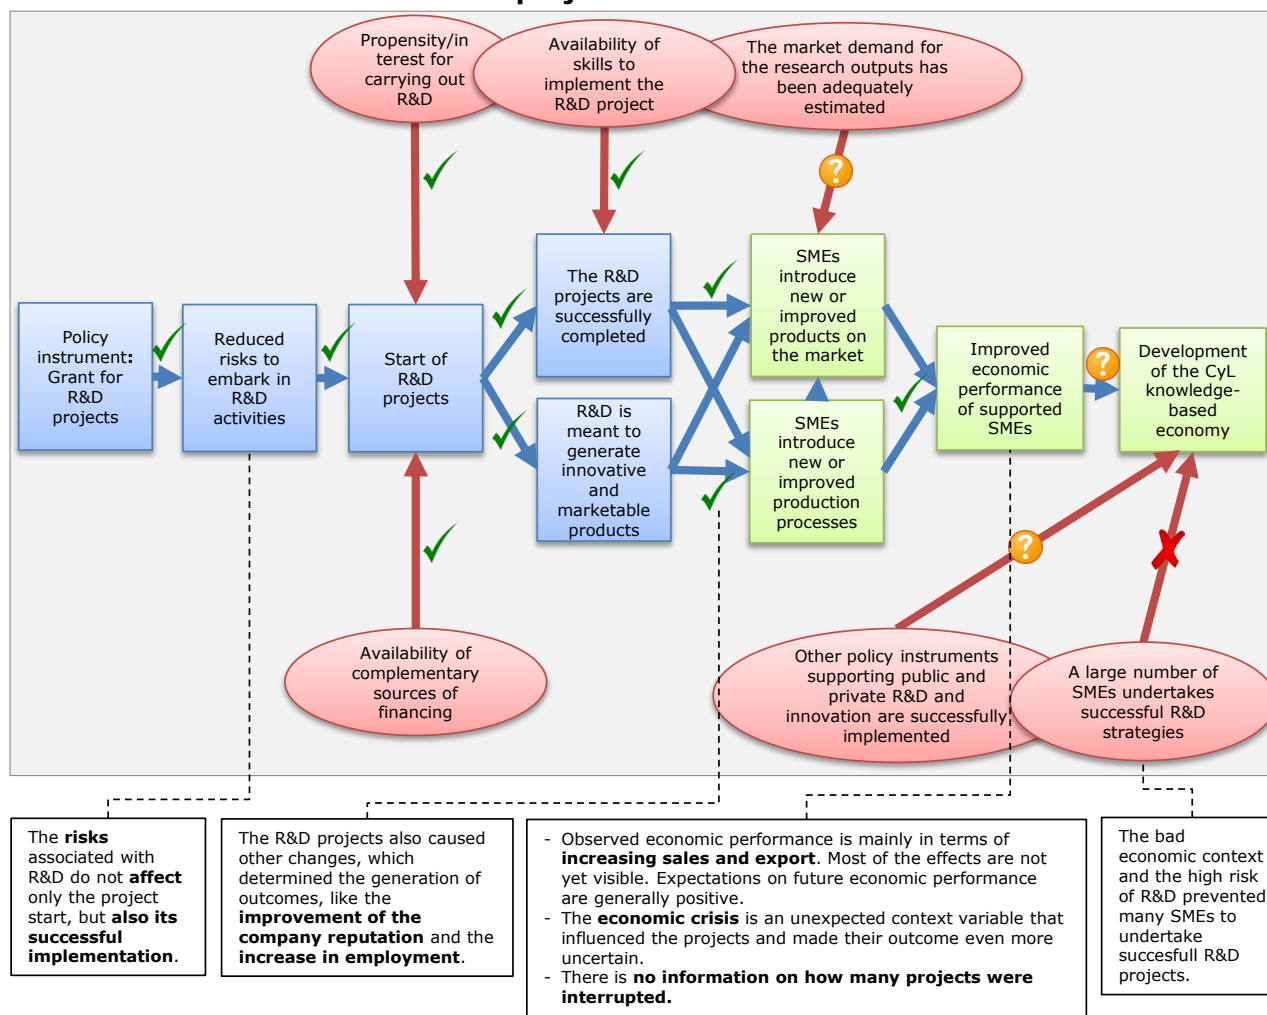 Propensity/in
terest for
carrying out
R&D
Availability of
skills to
implement the
R&D project
The market demand for
the research outputs has
been adequately
estimated
?
Policy
instrument:
Grant for
R&D
projects
Reduced
risks to
embark in
R&D
activities
Start of
R&D
projects
The R&D
projects are
successfully
completed
R&D is
meant to
generate
innovative
and
marketable
products
SMEs
introduce
new or
improved
products on
the market
SMEs
introduce
new or
improved
production
processes
Improved
economic
performance
of supported
SMEs
?
Development
of the CyL
knowledge-
based
economy
?
Availability of
complementary
sources of
financing
Other policy instruments
supporting public and
private R&D and
innovation are successfully
implemented
A large number of
SMEs undertakes
successful R&D
strategies
The risks
associated with
R&D do not affect
only the project
start, but also its
successful
implementation.
The R&D projects also caused
other changes, which
determined the generation of
outcomes, like the
improvement of the
company reputation and the
increase in employment.
- Observed economic performance is mainly in terms of
increasing sales and export. Most of the effects are not
yet visible. Expectations on future economic performance
are generally positive.
- The economic crisis is an unexpected context variable that
influenced the projects and made their outcome even more
uncertain.
- There is no information on how many projects were
interrupted.
The bad
economic context
and the high risk
of R&D prevented
many SMEs to
undertake
succesfull R&D
projects.